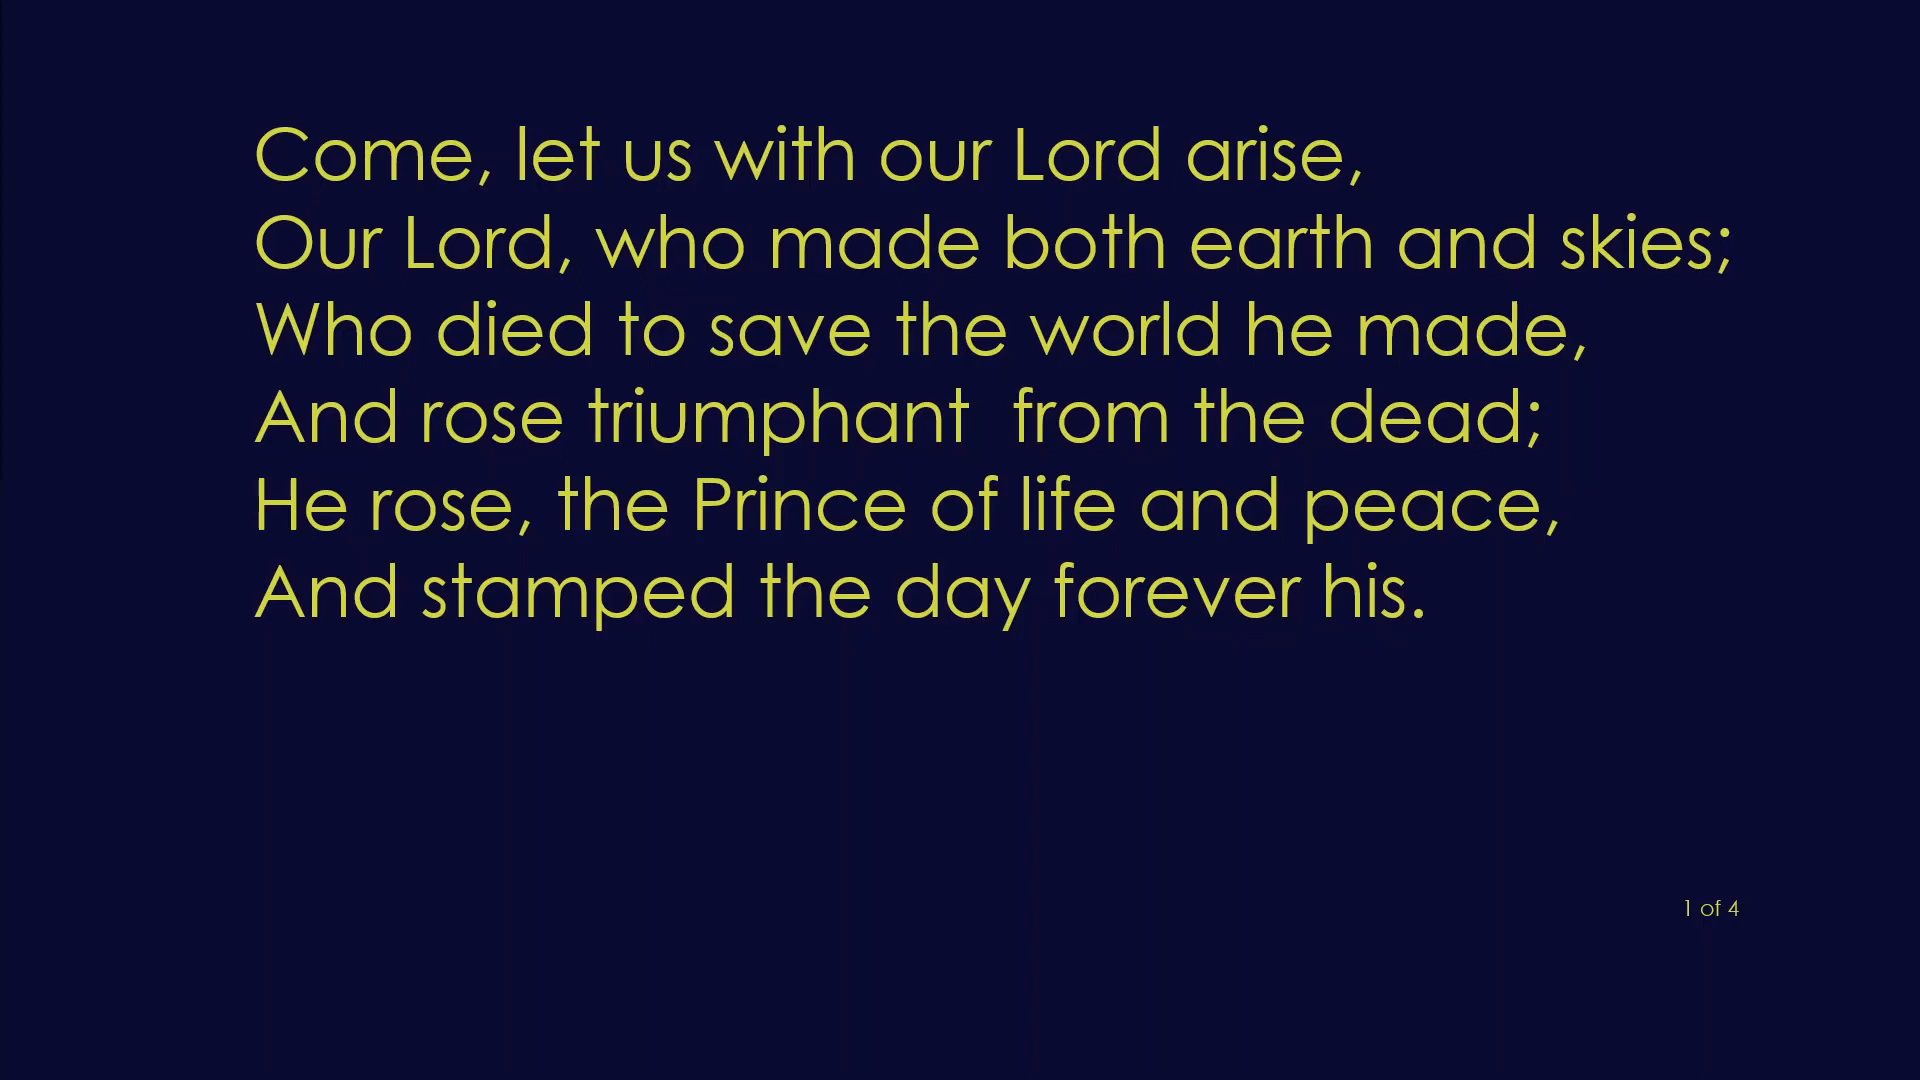 Come, let us with our Lord arise,
Our Lord, who made both earth and skies;
Who died to save the world he made,
And rose triumphant  from the dead;
He rose, the Prince of life and peace,
And stamped the day forever his.
1 of 4